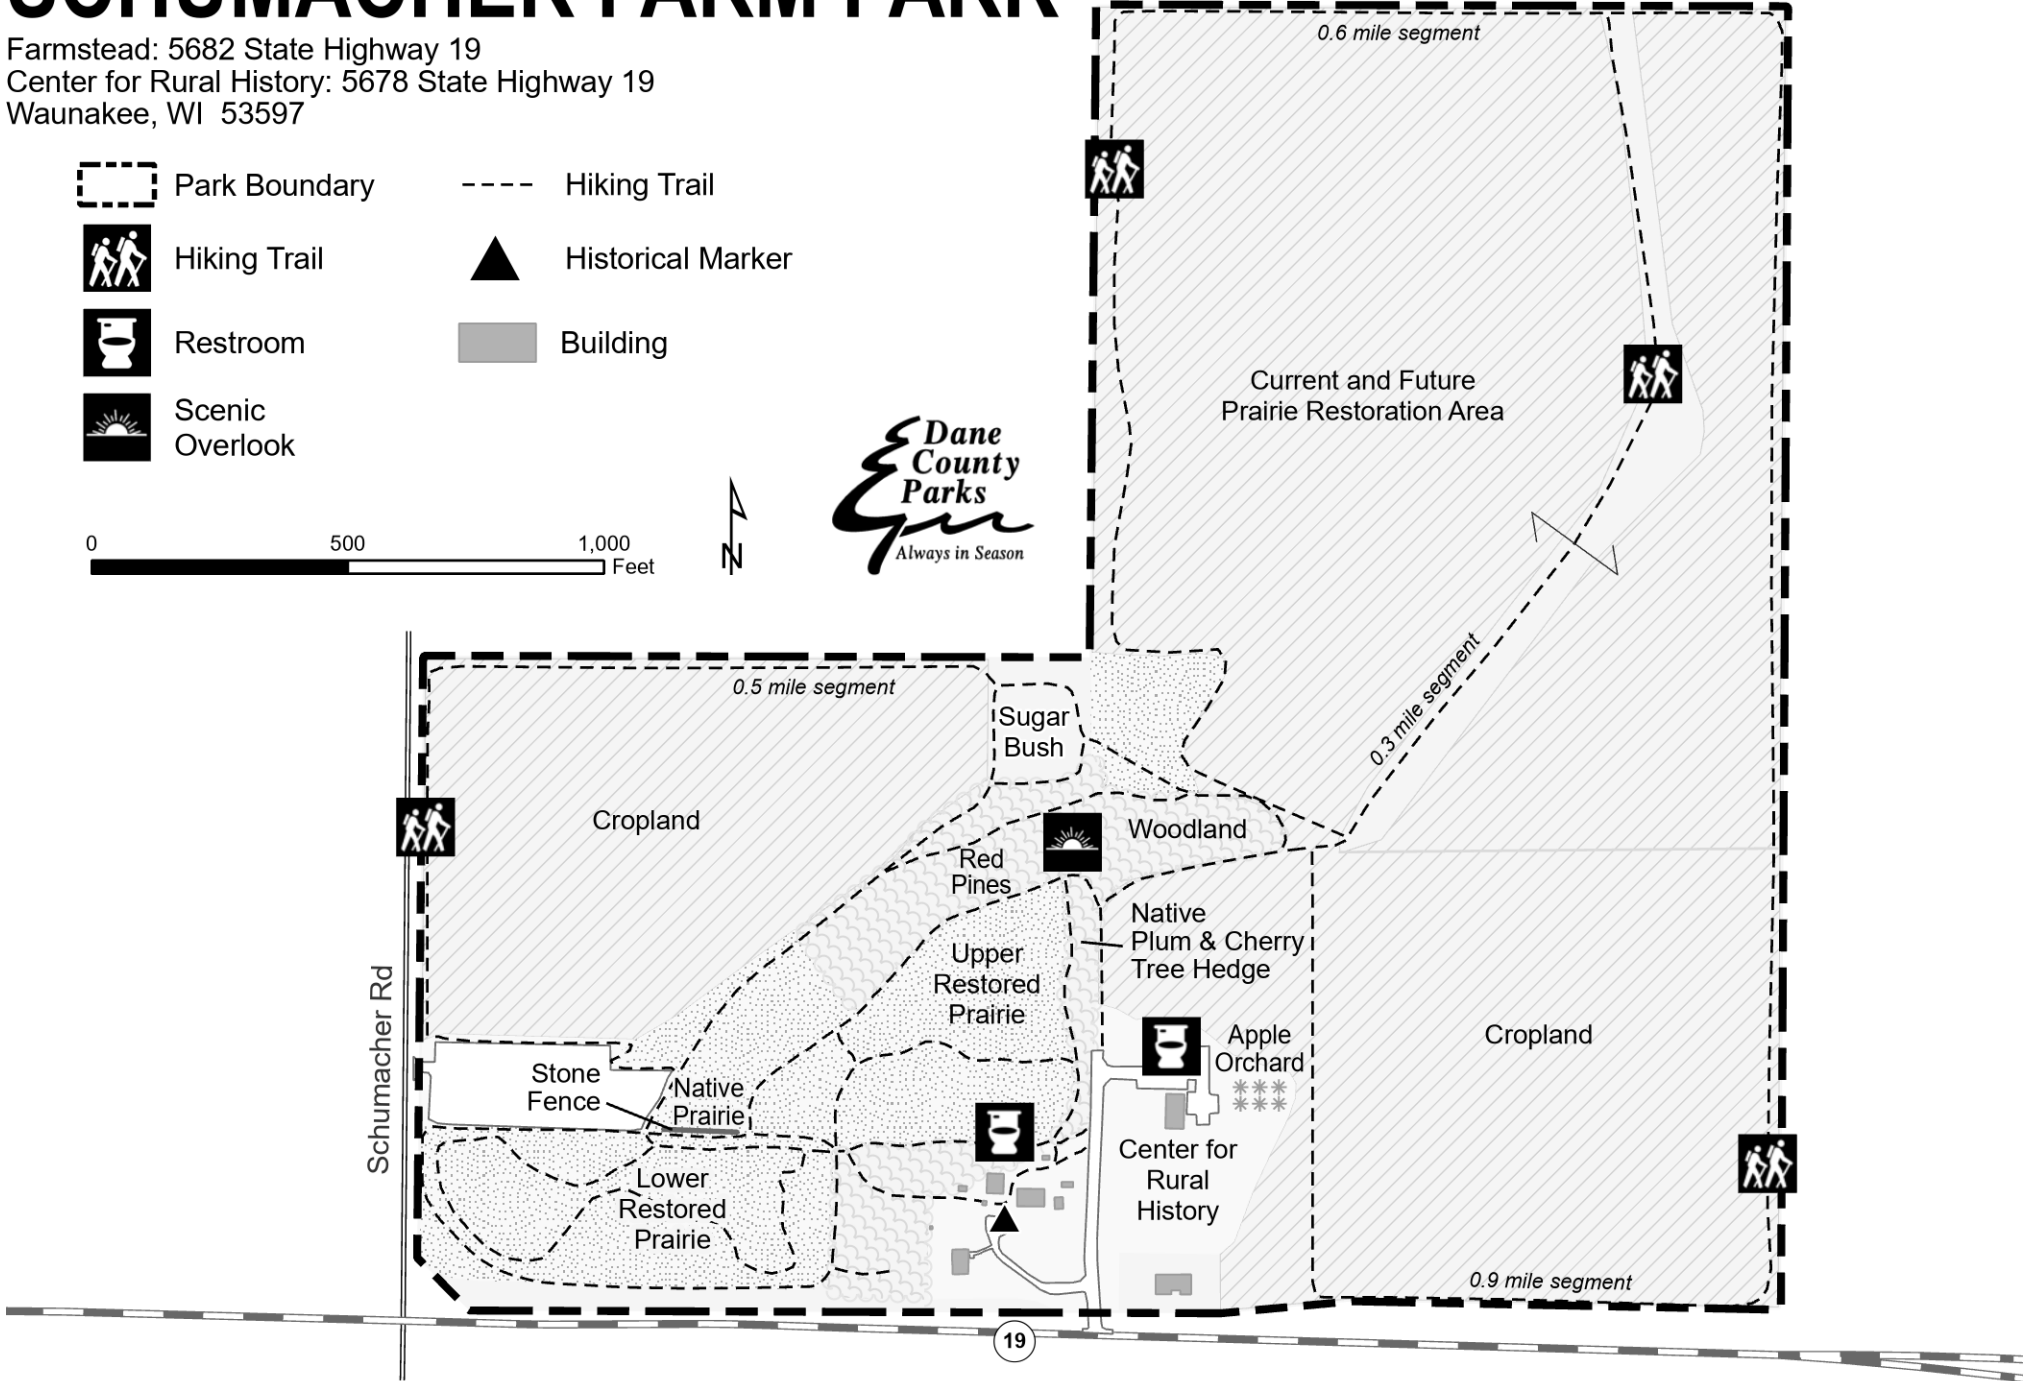 SCHUMACHER FARM PARK
Farmstead: 5682 State Highway 19
Center for Rural History: 5678 State Highway 19
Waunakee, WI  53597
Park Boundary
Hiking Trail
Hiking Trail
Historical Marker
Restroom
Building
Scenic
Overlook
0
500
1,000
Feet
N
Dane
County
Parks
Always in Season
0.6 mile segment
Current and Future
Prairie Restoration Area
0.3 mile segment
0.5 mile segment
Sugar
Bush
Cropland
Woodland
Red
Pines
Native
Plum & Cherry
Tree Hedge
Upper
Restored
Prairie
Schumacher Rd
Stone
Fence
Native
Prairie
Apple
Orchard
Cropland
Center for
Rural
History
Lower
Restored
Prairie
0.9 mile segment
19